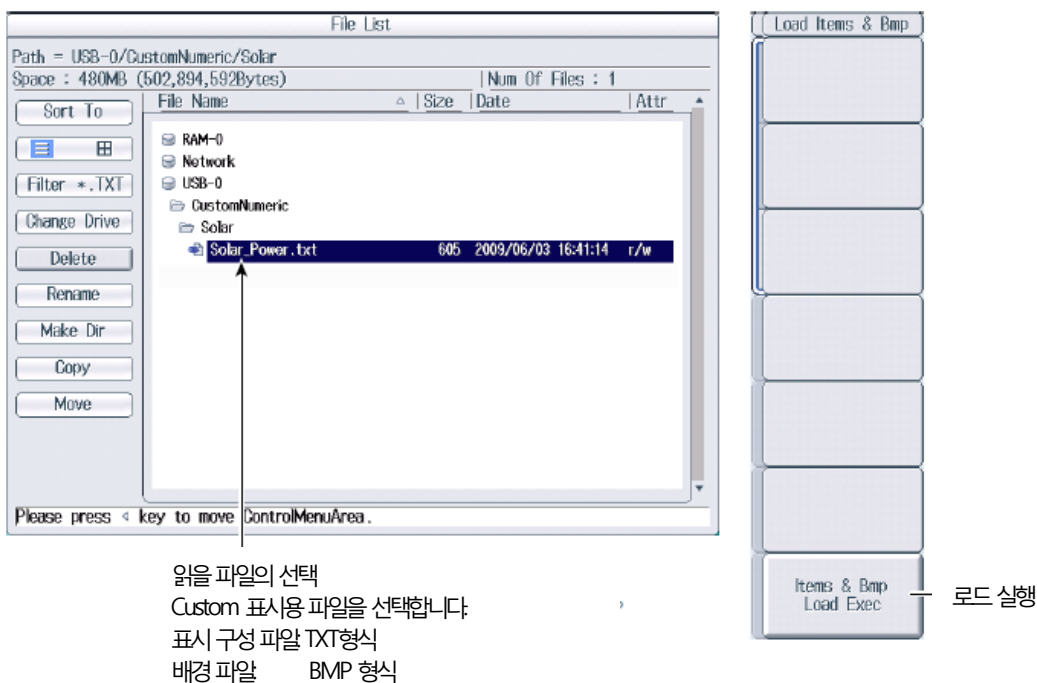 File List
Path = USB-0/CustomNumeric/Solar
Space : 480MB (502,894,592Bytes) Num Of Files : 1
Sort To
Filter *.TXT
Change Drive
Delete
Rename
Make Dir
Copy
Move
File Name Size Date Attr
RAM-0
Network
USB-0
CustomNumeric
Solar
Solar_Power.txt 605 2009/06/03 16:41:14 r/w
Please press ◁ key to move ControlMenuArea.
읽을 파일의 선택
Custom 표시용 파일을 선택합니다.
표시 구성 파일: TXT형식
배경 파일: BMP 형식
Load Items & Bmp
Items & Bmp
Load Exec
로드 실행